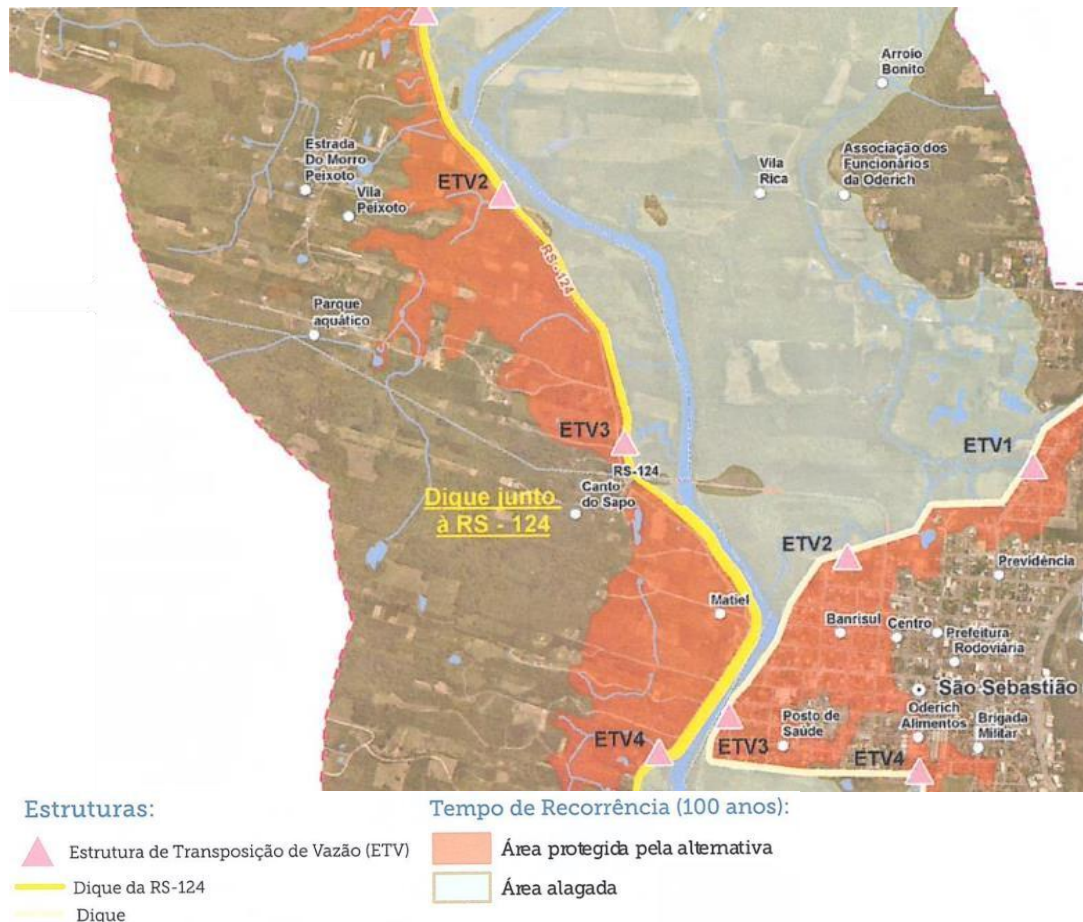 Arroio
Bonito
Estrada
Do Morro
Peixoto
Associação dos
Funcionários
da Oderich
Vila
Rica
ETV2
Vila
Peixoto
RS - 124
Parque
aquático
ETV3
RS-124
Canto
do Sapo
Dique junto
à RS - 124
ETV1
ETV2
Previdência
Matiel
Banrisul
Centro
Prefeitura
Rodoviária
São Sebastião
Oderich
Alimentos
Brigada
Militar
Posto de
Saúde
ETV4
ETV3
ETV4
Estruturas:
Estrutura de Transposição de Vazão (ETV)
Dique da RS-124
Dique
Tempo de Recorrência (100 anos):
Área protegida pela alternativa
Área alagada